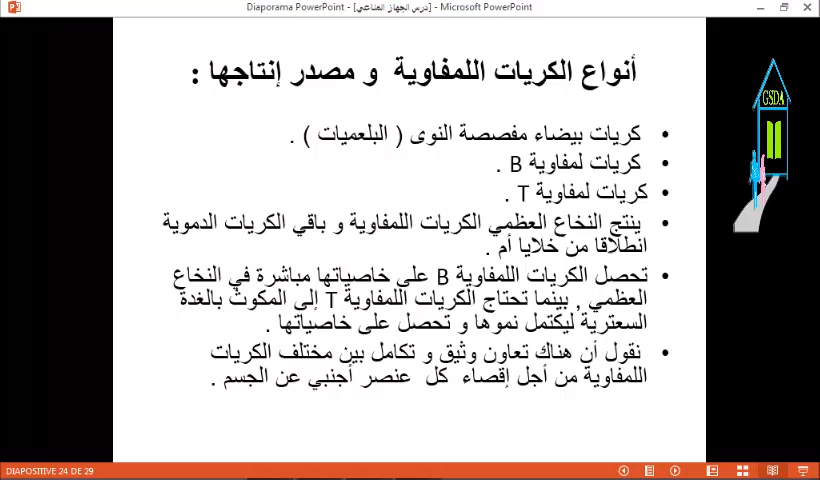 Diaporama PowerPoint - [درس الجهاز المناعي] - Microsoft PowerPoint
أنواع الكريات اللمفاوية و مصدر إنتاجها :
GSDA
• كريات بيضاء مفصصة النوى ( البلعميات ) .
• كريات لمفاوية B .
• كريات لمفاوية T .
• ينتج النخاع العظمي الكريات اللمفاوية و باقي الكريات الدموية
انطلاقا من خلايا أم .
• تحصل الكريات اللمفاوية B على خاصياتها مباشرة في النخاع
العظمي , بينما تحتاج الكريات اللمفاوية T إلى المكوث بالغدة
السعترية ليكتمل نموها و تحصل على خاصياتها .
• نقول أن هناك تعاون وثيق و تكامل بين مختلف الكريات
اللمفاوية من أجل إقصاء كل عنصر أجنبي عن الجسم .
DIAPOSITIVE 24 DE 29